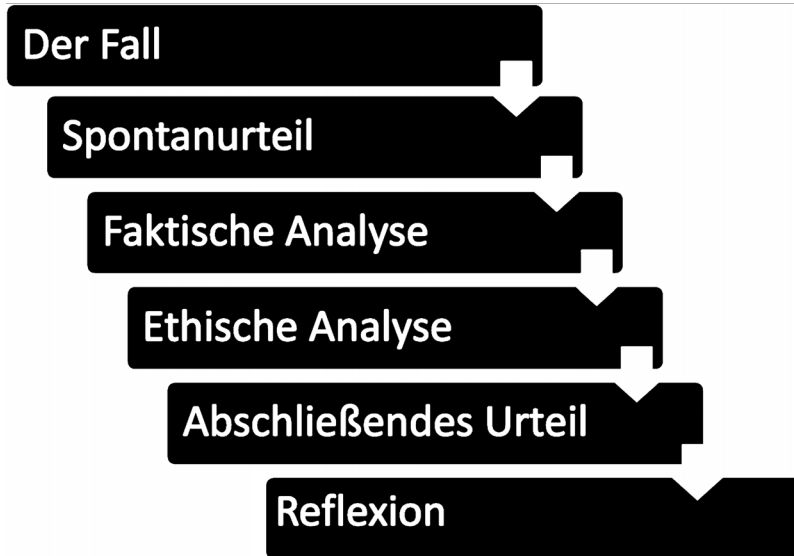 Der Fall
Spontanurteil
Faktische Analyse
Ethische Analyse
Abschließendes Urteil
Reflexion